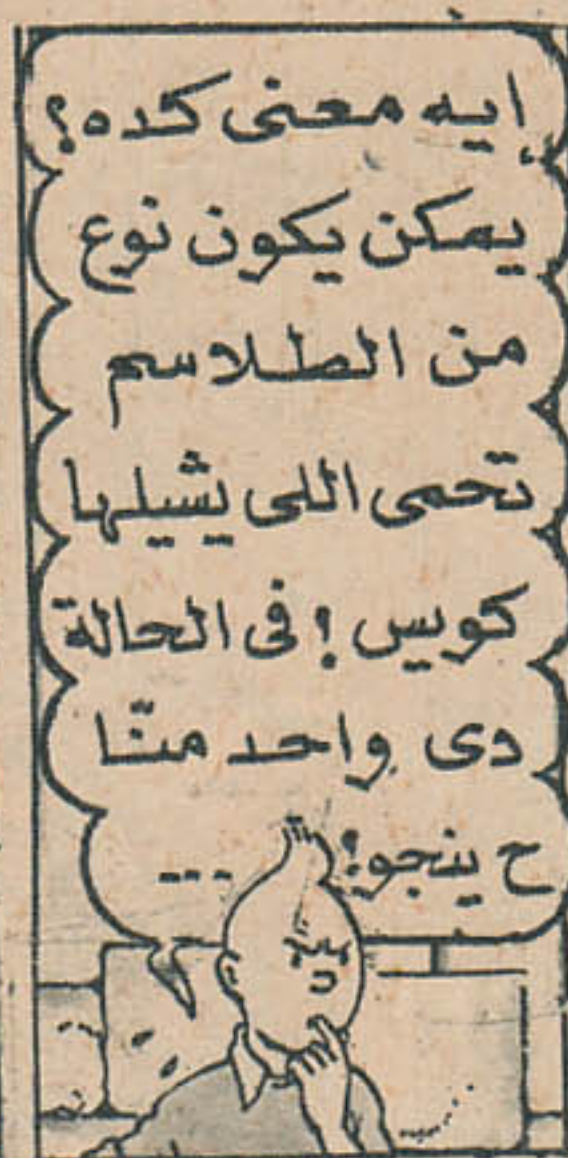 إيه معنى كده؟
يمكن يكون نوع
من الطلاسم
تحمى اللى يشيلها
كويس ! فى الحالة
دى واحد منّا
ح ينجو! ...